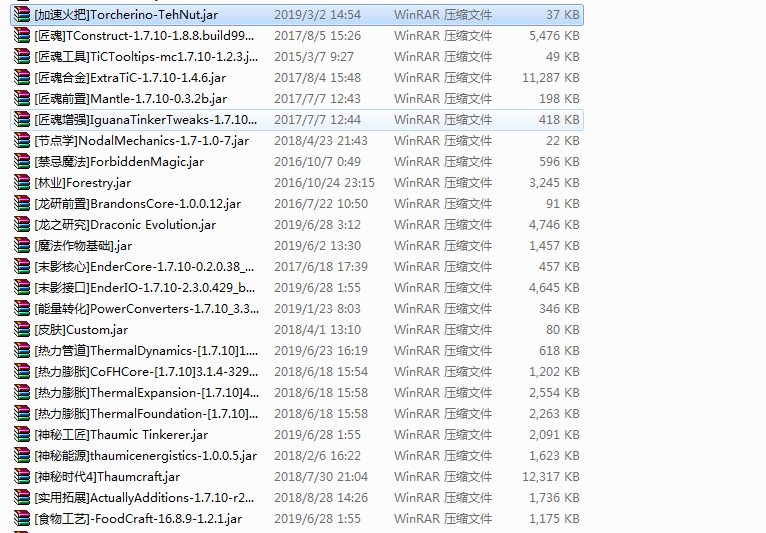 [加速火把]Torcherino-TehNut.jar 2019/3/2 14:54 WinRAR 压缩文件 37 KB
[匠魂]TConstruct-1.7.10-1.8.8.build99... 2017/8/5 15:26 WinRAR 压缩文件 5,476 KB
[匠魂工具]TiCTooltips-mc1.7.10-1.2.3.j... 2015/3/7 9:27 WinRAR 压缩文件 49 KB
[匠魂合金]ExtraTiC-1.7.10-1.4.6.jar 2017/8/4 15:48 WinRAR 压缩文件 11,287 KB
[匠魂前置]Mantle-1.7.10-0.3.2b.jar 2017/7/7 12:43 WinRAR 压缩文件 198 KB
[匠魂增强]IguanaTinkerTweaks-1.7.10... 2017/7/7 12:44 WinRAR 压缩文件 418 KB
[节点学]NodalMechanics-1.7-1.0-7.jar 2018/4/23 21:43 WinRAR 压缩文件 22 KB
[禁忌魔法]ForbiddenMagic.jar 2016/10/7 0:49 WinRAR 压缩文件 596 KB
[林业]Forestry.jar 2016/10/24 23:15 WinRAR 压缩文件 3,245 KB
[龙研前置]BrandonsCore-1.0.0.12.jar 2016/7/22 10:50 WinRAR 压缩文件 91 KB
[龙之研究]Draconic Evolution.jar 2019/6/28 3:12 WinRAR 压缩文件 4,746 KB
[魔法作物基础].jar 2019/6/2 13:30 WinRAR 压缩文件 1,457 KB
[末影核心]EnderCore-1.7.10-0.2.0.38_... 2017/6/18 17:39 WinRAR 压缩文件 457 KB
[末影接口]EnderIO-1.7.10-2.3.0.429_b... 2019/6/28 1:55 WinRAR 压缩文件 4,645 KB
[能量转化]PowerConverters-1.7.10_3.3... 2019/1/23 8:03 WinRAR 压缩文件 346 KB
[皮肤]Custom.jar 2018/4/1 13:10 WinRAR 压缩文件 80 KB
[热力管道]ThermalDynamics-[1.7.10]1.... 2019/6/23 16:19 WinRAR 压缩文件 618 KB
[热力膨胀]CoFHCore-[1.7.10]3.1.4-329... 2018/6/18 15:54 WinRAR 压缩文件 1,202 KB
[热力膨胀]ThermalExpansion-[1.7.10]4... 2018/6/18 15:58 WinRAR 压缩文件 2,554 KB
[热力膨胀]ThermalFoundation-[1.7.10]... 2018/6/18 15:58 WinRAR 压缩文件 2,263 KB
[神秘工匠]Thaumic Tinkerer.jar 2019/6/28 1:55 WinRAR 压缩文件 2,091 KB
[神秘能源]thaumicenergistics-1.0.0.5.jar 2018/2/6 16:22 WinRAR 压缩文件 1,623 KB
[神秘时代4]Thaumcraft.jar 2018/7/30 21:04 WinRAR 压缩文件 12,317 KB
[实用拓展]ActuallyAdditions-1.7.10-r2... 2018/8/28 14:26 WinRAR 压缩文件 1,736 KB
[食物工艺]-FoodCraft-16.8.9-1.2.1.jar 2019/6/28 1:55 WinRAR 压缩文件 1,175 KB